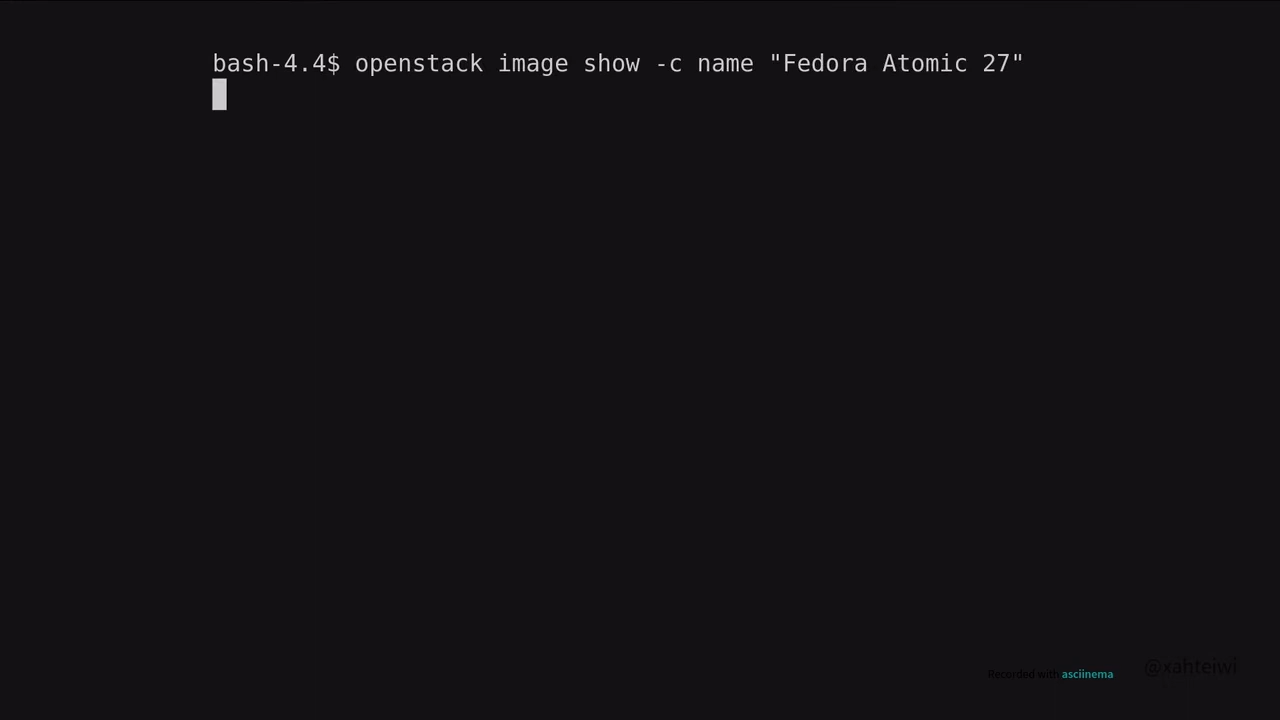 bash-4.4$ openstack image show -c name "Fedora Atomic 27"
Recorded with asciinema
@xahteiwi